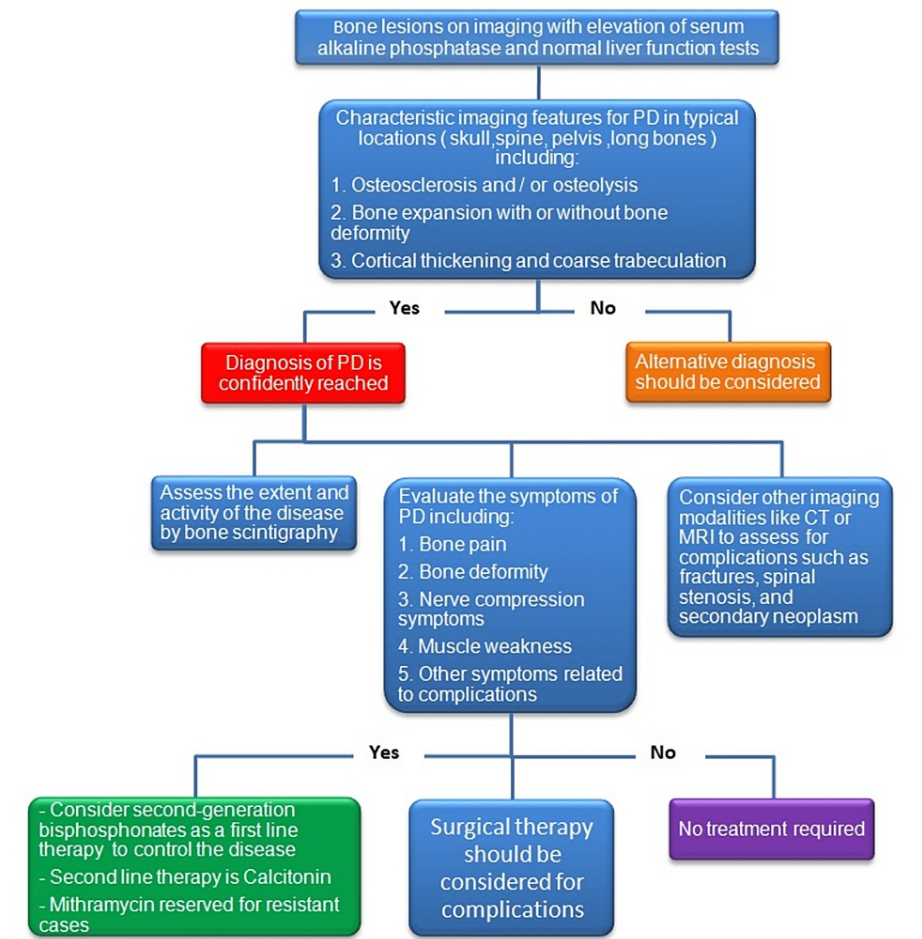 Bone lesions on imaging with elevation of serum
alkaline phosphatase and normal liver function tests
Characteristic imaging features for PD in typical
locations ( skull,spine, pelvis ,long bones )
including:
1. Osteosclerosis and / or osteolysis
2. Bone expansion with or without bone
deformity
3. Cortical thickening and coarse trabeculation
Yes
No
Diagnosis of PD is
confidently reached
Alternative diagnosis
should be considered
Assess the extent and
activity of the disease
by bone scintigraphy
Evaluate the symptoms of
PD including:
1. Bone pain
2. Bone deformity
3. Nerve compression
symptoms
4. Muscle weakness
5. Other symptoms related
to complications
Consider other imaging
modalities like CT or
MRI to assess for
complications such as
fractures, spinal
stenosis, and
secondary neoplasm
Yes
No
- Consider second-generation
bisphosphonates as a first line
therapy to control the disease
- Second line therapy is Calcitonin
- Mithramycin reserved for resistant
cases
Surgical therapy
should be
considered for
complications
No treatment required